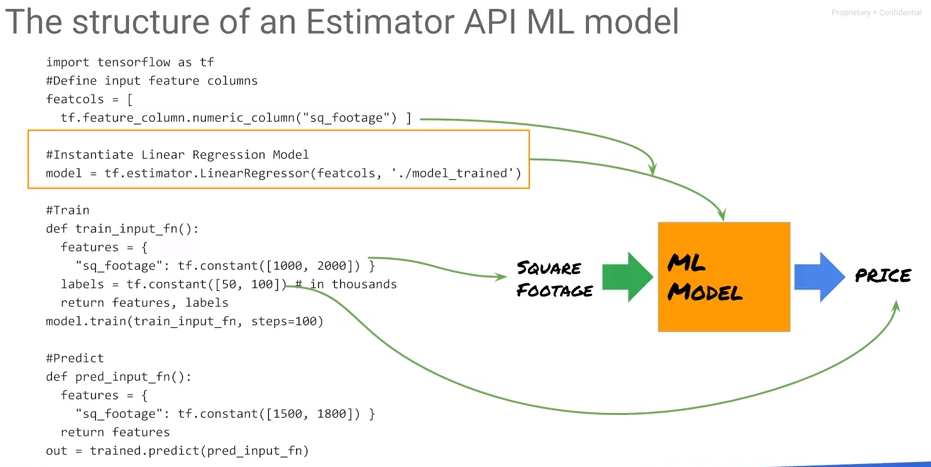 The structure of an Estimator API ML model
Proprietary + Confidential
import tensorflow as tf
#Define input feature columns
featcols = [
  tf.feature_column.numeric_column("sq_footage") ]
#Instantiate Linear Regression Model
model = tf.estimator.LinearRegressor(featcols, './model_trained')
#Train
def train_input_fn():
  features = {
    "sq_footage": tf.constant([1000, 2000]) }
  labels = tf.constant([50, 100]) # in thousands
  return features, labels
model.train(train_input_fn, steps=100)
#Predict
def pred_input_fn():
  features = {
    "sq_footage": tf.constant([1500, 1800]) }
  return features
out = trained.predict(pred_input_fn)
SQUARE
FOOTAGE
ML
MODEL
PRICE